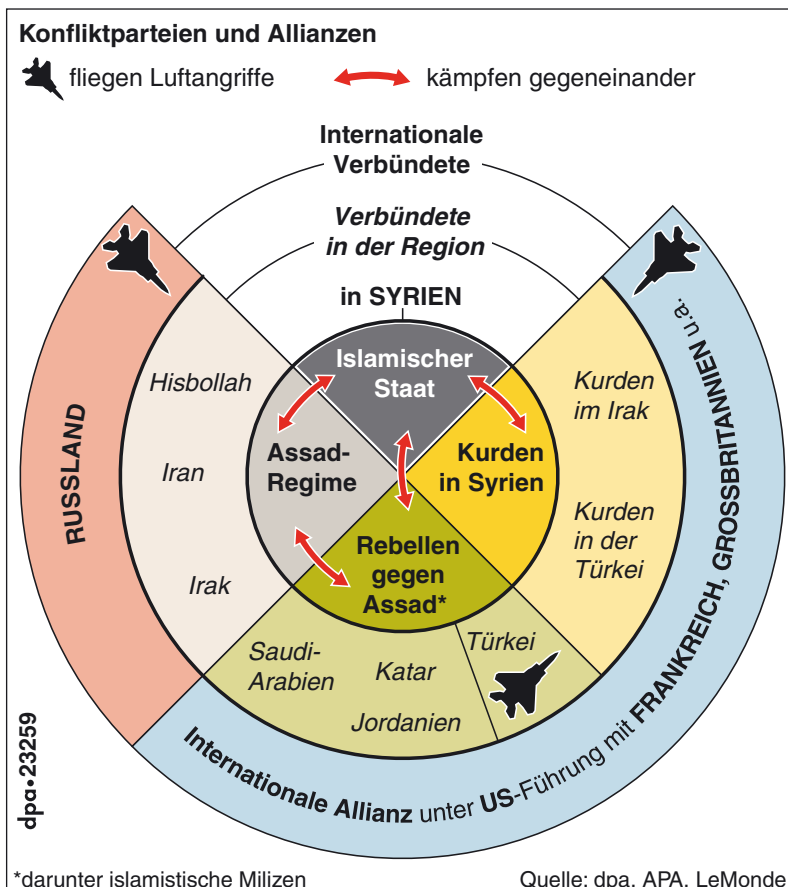 Konfliktparteien und Allianzen
fliegen Luftangriffe
kämpfen gegeneinander
Internationale
Verbündete
Verbündete
in der Region
in SYRIEN
Islamischer
Staat
Assad-
Regime
Kurden
in Syrien
Rebellen
gegen
Assad*
Hisbollah
Iran
Irak
RUSSLAND
Kurden
im Irak
Kurden
in der
Türkei
Saudi-
Arabien
Katar
Jordanien
Türkei
Internationale Allianz unter US-Führung mit FRANKREICH, GROSSBRITANNIEN u.a.
dpa•23259
*darunter islamistische Milizen
Quelle: dpa, APA, LeMonde